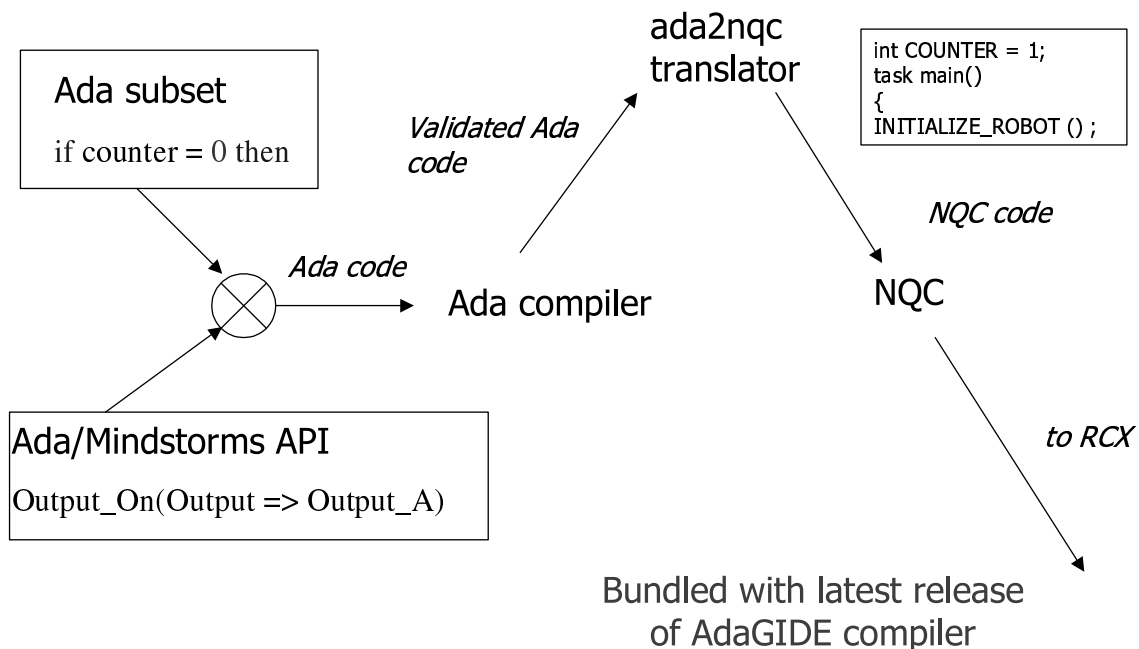 ada2nqc
translator
int COUNTER = 1;
task main()
{
INITIALIZE_ROBOT () ;
Ada subset
if counter = 0 then
Validated Ada
code
NQC code
Ada code
Ada compiler
NQC
Ada/Mindstorms API
Output_On(Output => Output_A)
to RCX
Bundled with latest release
of AdaGIDE compiler